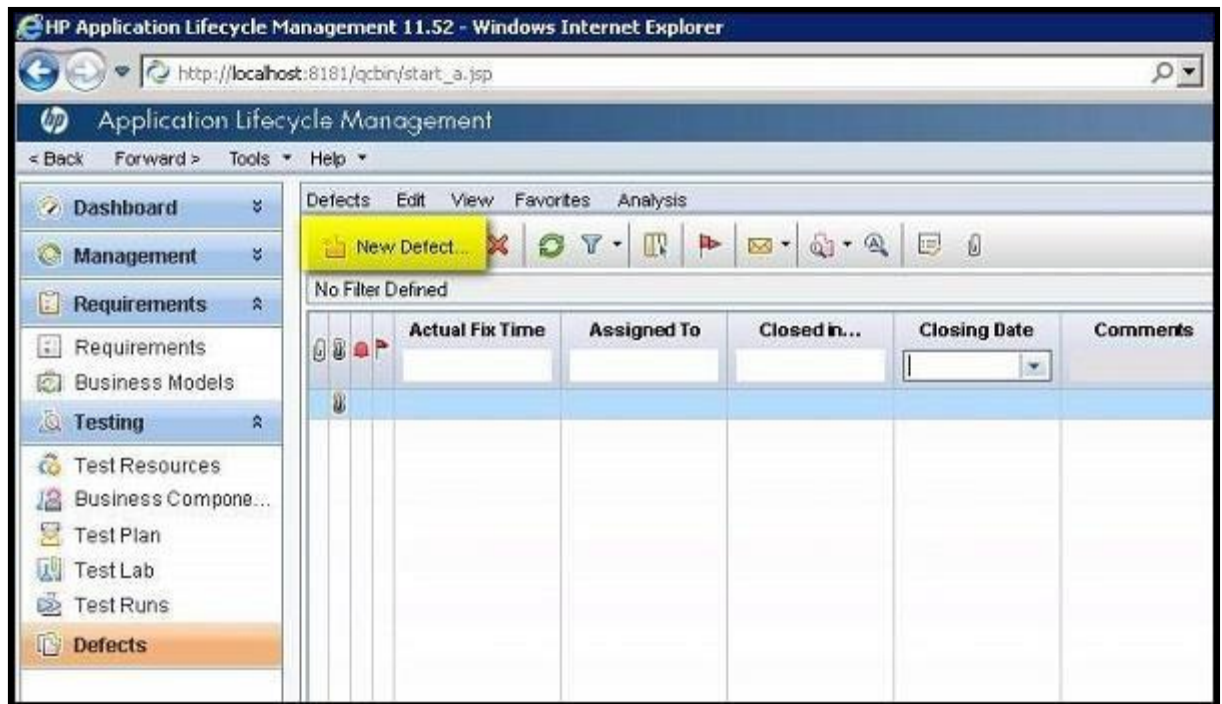 HP Application Lifecycle Management 11.52 - Windows Internet Explorer
http://localhost:8181/qcbin/start_a.jsp
hp Application Lifecycle Management
< Back Forward > Tools Help
Dashboard
Management
Requirements
Requirements
Business Models
Testing
Test Resources
Business Compone...
Test Plan
Test Lab
Test Runs
Defects
Defects Edit View Favorites Analysis
New Defect...
No Filter Defined
Actual Fix Time Assigned To Closed in... Closing Date Comments